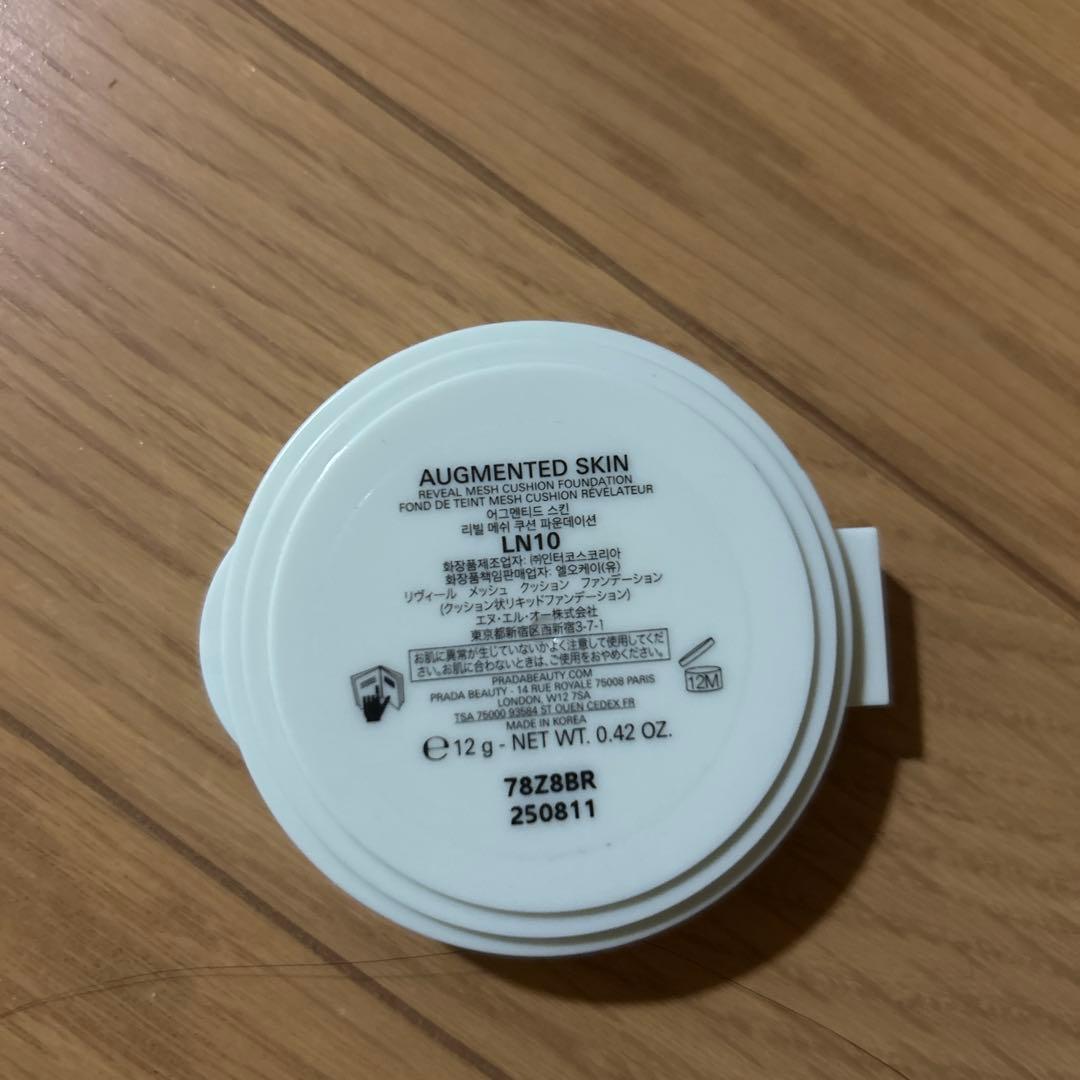 AUGMENTED SKIN
REVEAL MESH CUSHION FOUNDATION
FOND DE TEINT MESH CUSHION RÉVÉLATEUR
어그멘티드 스킨
리빌 메쉬 쿠션 파운데이션
LN10
화장품제조업자: ㈜인터코스코리아
화장품책임판매업자: 엘오케이(유)
リヴィール メッシュ クッション ファンデーション
(クッション状リキッドファンデーション)
エヌ・エル・オー株式会社
東京都新宿区西新宿3-7-1
お肌に異常が生じていないかよく注意して使用してくだ
さい。お肌に合わないときは、ご使用をおやめください。
PRADABEAUTY.COM
PRADA BEAUTY - 14 RUE ROYALE 75008 PARIS
LONDON, W12 7SA
TSA 75000 93584 ST OUEN CEDEX FR
MADE IN KOREA
12M
℮ 12 g - NET WT. 0.42 OZ.
78Z8BR
250811